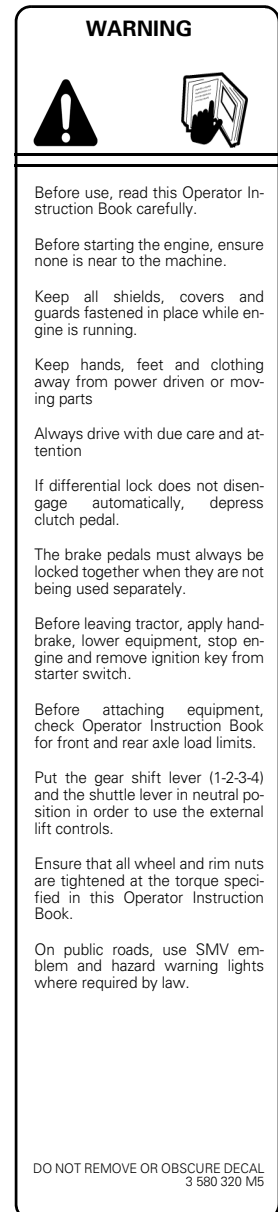 WARNING
Before use, read this Operator In-
struction Book carefully.
Before starting the engine, ensure
none is near to the machine.
Keep all shields, covers and
guards fastened in place while en-
gine is running.
Keep hands, feet and clothing
away from power driven or mov-
ing parts
Always drive with due care and at-
tention
If differential lock does not disen-
gage automatically, depress
clutch pedal.
The brake pedals must always be
locked together when they are not
being used separately.
Before leaving tractor, apply hand-
brake, lower equipment, stop en-
gine and remove ignition key from
starter switch.
Before attaching equipment,
check Operator Instruction Book
for front and rear axle load limits.
Put the gear shift lever (1-2-3-4)
and the shuttle lever in neutral po-
sition in order to use the external
lift controls.
Ensure that all wheel and rim nuts
are tightened at the torque speci-
fied in this Operator Instruction
Book.
On public roads, use SMV em-
blem and hazard warning lights
where required by law.
DO NOT REMOVE OR OBSCURE DECAL
3 580 320 M5